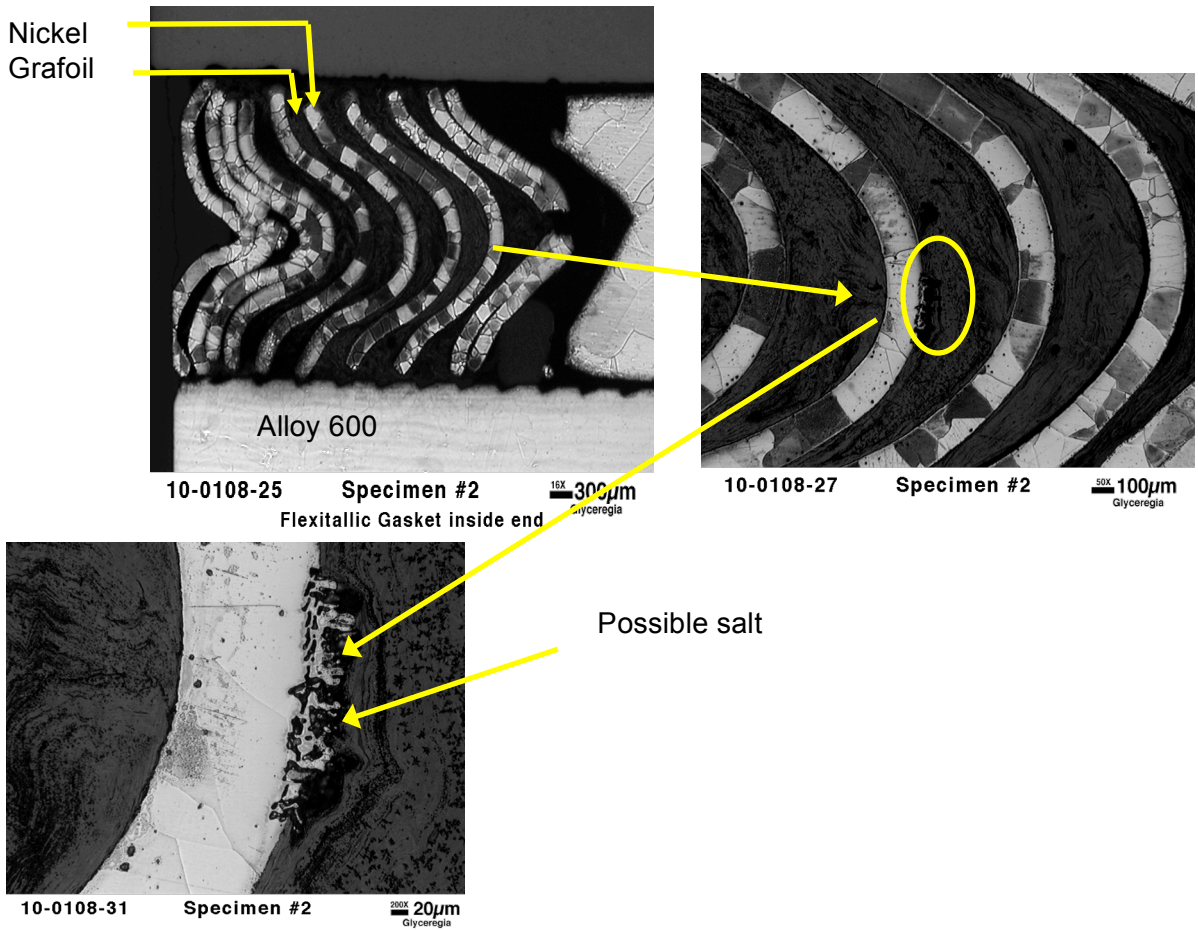 Nickel
Grafoil
Alloy 600
10-0108-25 Specimen #2 16X 300µm
Flexitallic Gasket inside end Glyceregia
10-0108-27 Specimen #2 50X 100µm
Glyceregia
Possible salt
10-0108-31 Specimen #2 200X 20µm
Glyceregia